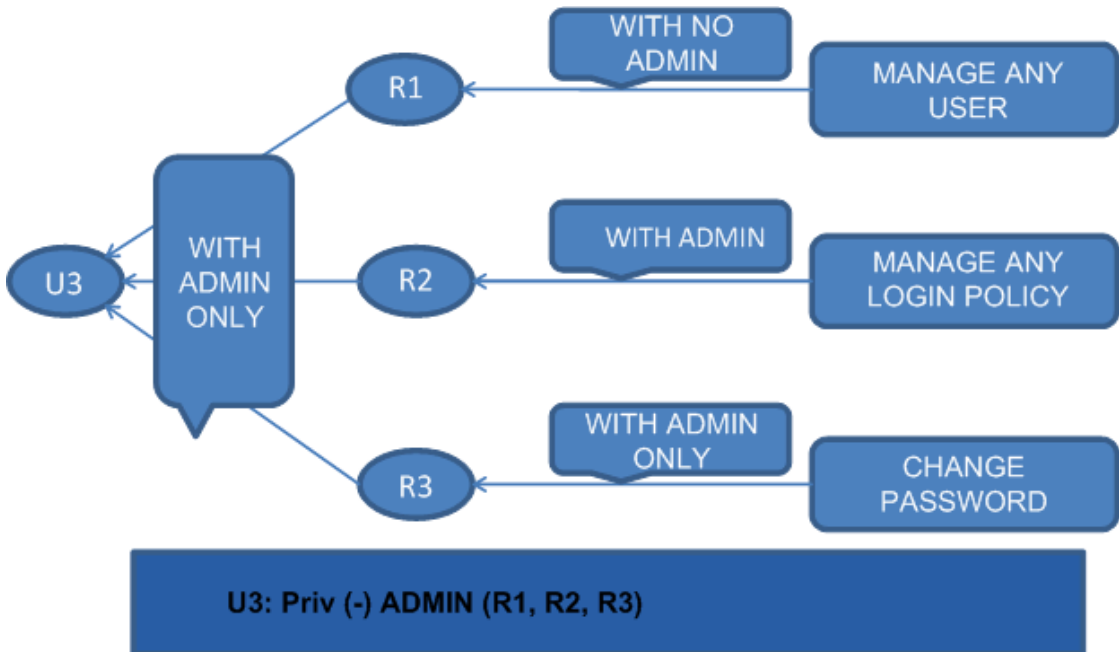 WITH NO
ADMIN
R1
MANAGE ANY
USER
WITH
ADMIN
ONLY
U3
WITH ADMIN
R2
MANAGE ANY
LOGIN POLICY
WITH ADMIN
ONLY
R3
CHANGE
PASSWORD
U3: Priv (-) ADMIN (R1, R2, R3)